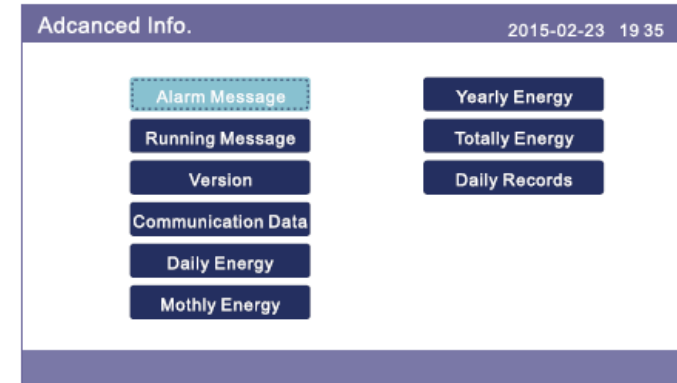 Adcanced Info.
2015-02-23 19 35
Alarm Message
Running Message
Version
Communication Data
Daily Energy
Mothly Energy
Yearly Energy
Totally Energy
Daily Records